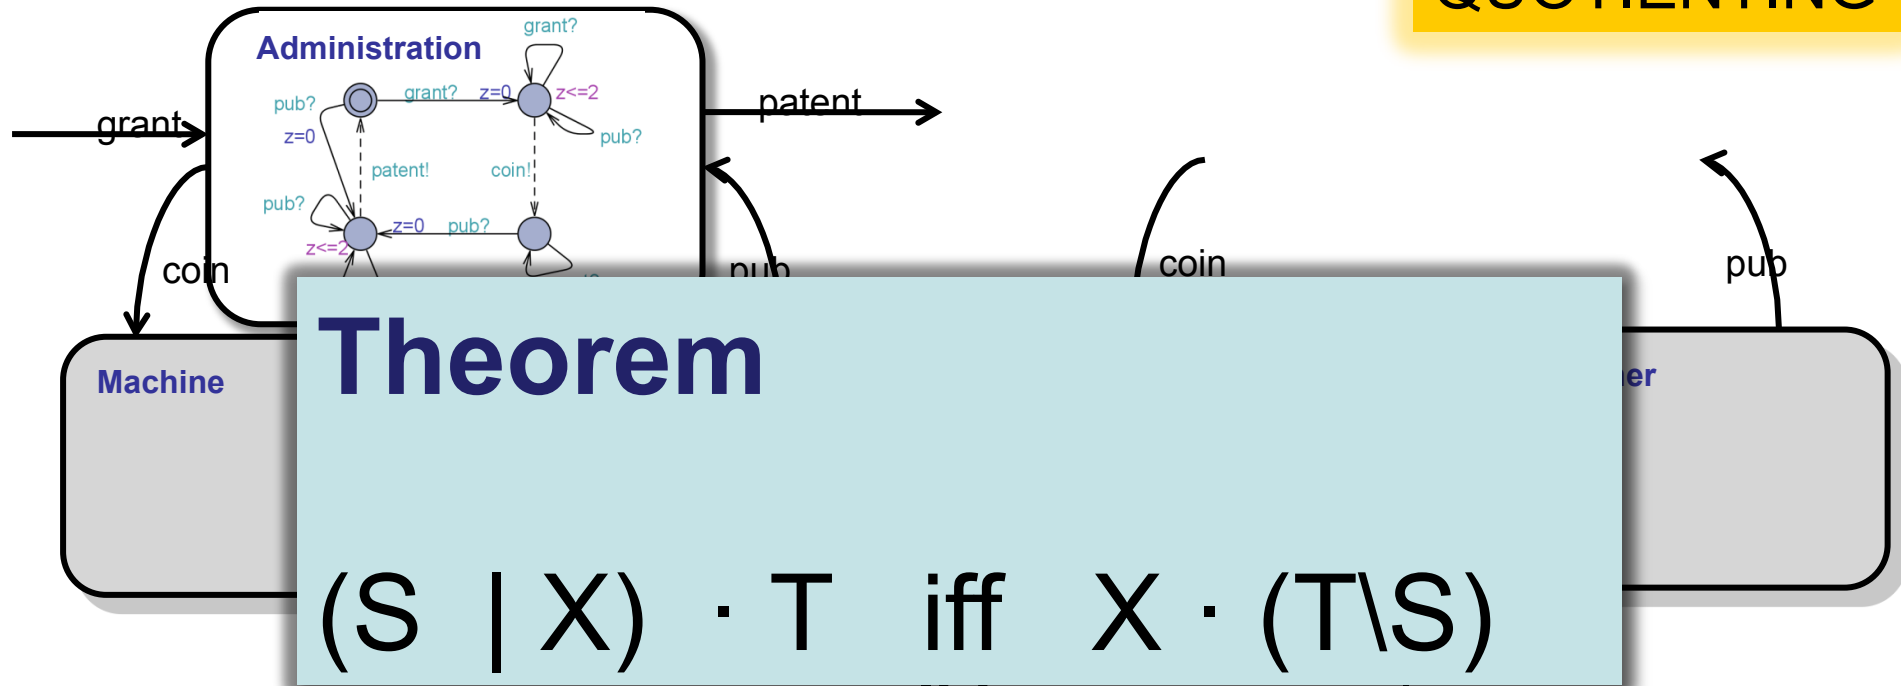 QUOTIENTING
Administration
grant?
pub?
grant? z=0
z<=2
patent
grant
z=0
pub?
patent!
coin!
pub?
z=0 pub?
z<=2
coin
pub
coin
pub
Theorem
Machine
(S | X) · T iff X · (T\S)